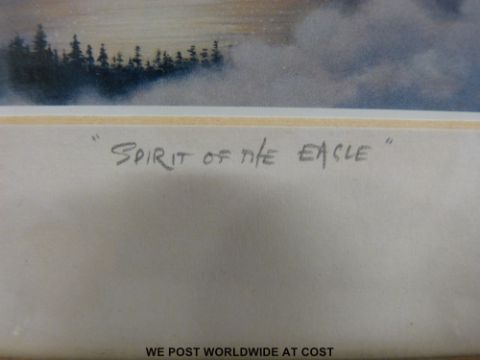 "SPIRIT OF THE EAGLE"
WE POST WORLDWIDE AT COST